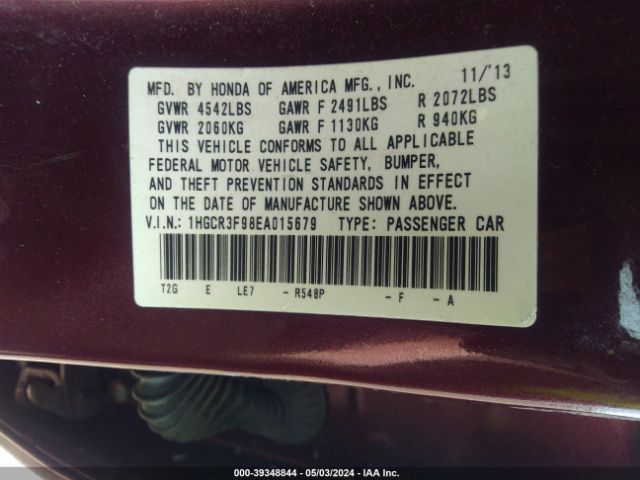 MFD. BY HONDA OF AMERICA MFG., INC. 11/'13
GVWR 4542LBS GAWR F 2491LBS R 2072LBS
GVWR 2060KG GAWR F 1130KG R 940KG
THIS VEHICLE CONFORMS TO ALL APPLICABLE
FEDERAL MOTOR VEHICLE SAFETY, BUMPER,
AND THEFT PREVENTION STANDARDS IN EFFECT
ON THE DATE OF MANUFACTURE SHOWN ABOVE.
V.I.N.: 1HGCR3F98EA015679 TYPE: PASSENGER CAR
T2G E LE7 - R548P - F - A
000-39348844 - 05/03/2024 - IAA Inc.